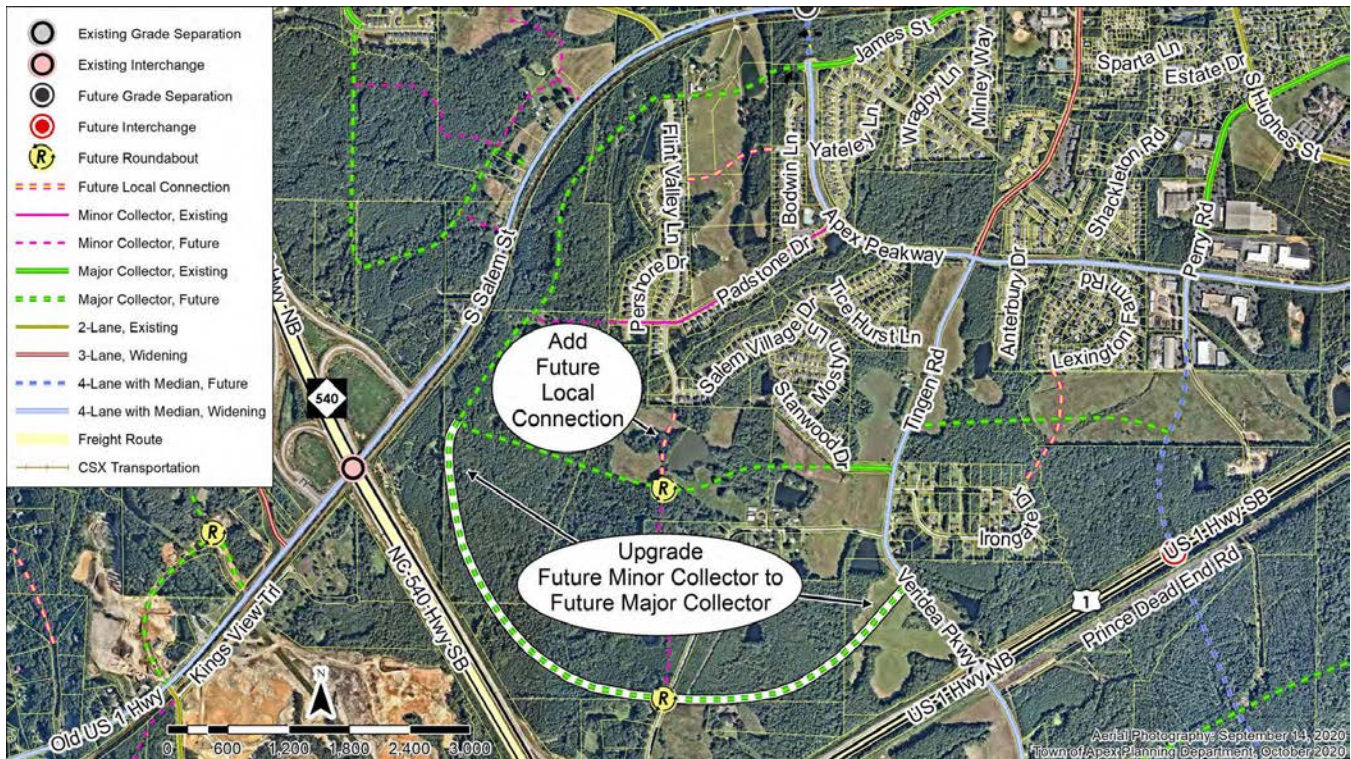 Existing Grade Separation
Existing Interchange
Future Grade Separation
Future Interchange
R
Future Roundabout
Future Local Connection
Minor Collector, Existing
Minor Collector, Future
Major Collector, Existing
Major Collector, Future
2-Lane, Existing
3-Lane, Widening
4-Lane with Median, Future
4-Lane with Median, Widening
Freight Route
CSX Transportation
James St
Sparta Ln
Estate Dr
S Hughes St
Wragby Ln
Minley Way
Yateley Ln
Bodwin Ln
Flint Valley Ln
Shackleton Rd
Perry Rd
Apex Peakway
Padstone Dr
Pershore Dr
S Salem St
Hwy NB
540
Tice Hurst Ln
Salem Village Dr
Mostyn Ln
Stanwood Dr
Tingen Rd
Anterbury Dr
Farm Rd
Lexington
Add
Future
Local
Connection
R
Irongate Dr
US-1 Hwy SB
Prince Dead End Rd
1
R
Upgrade
Future Minor Collector to
Future Major Collector
Veridea Pkwy
NC-540 Hwy SB
Kings View Trl
Old US 1 Hwy
US-1 Hwy NB
R
N
0 600 1,200 1,800 2,400 3,000
Aerial Photography: September 14, 2020
Town of Apex Planning Department, October 2020